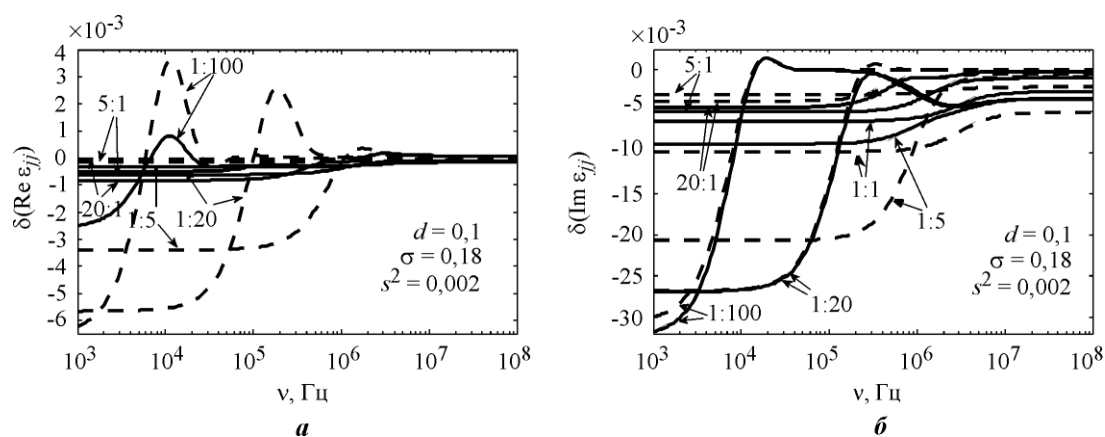 ×10⁻³
δ(Re ε_jj)
4
3
2
1
0
-1
-2
-3
-4
-5
-6
1:100
5:1
20:1
1:5
1:20
d = 0,1
σ = 0,18
s² = 0,002
10³ 10⁴ 10⁵ 10⁶ 10⁷ 10⁸
ν, Гц
а
×10⁻³
δ(Im ε_jj)
0
-5
-10
-15
-20
-25
-30
5:1
20:1
1:1
1:5
1:20
1:100
d = 0,1
σ = 0,18
s² = 0,002
10³ 10⁴ 10⁵ 10⁶ 10⁷ 10⁸
ν, Гц
б